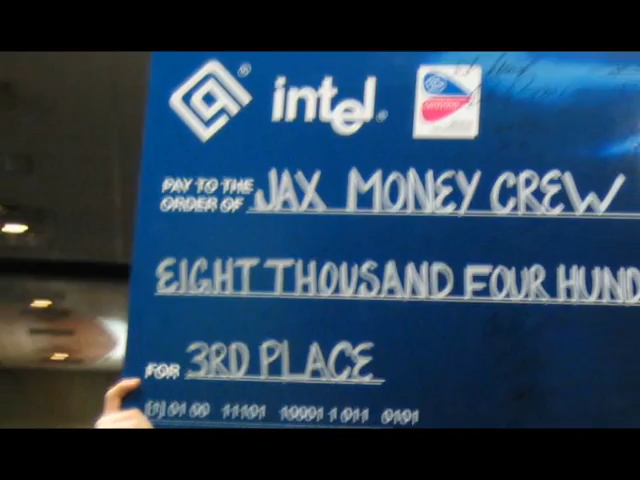 intel
PAY TO THE
ORDER OF JAX MONEY CREW
EIGHT THOUSAND FOUR HUND
FOR 3RD PLACE